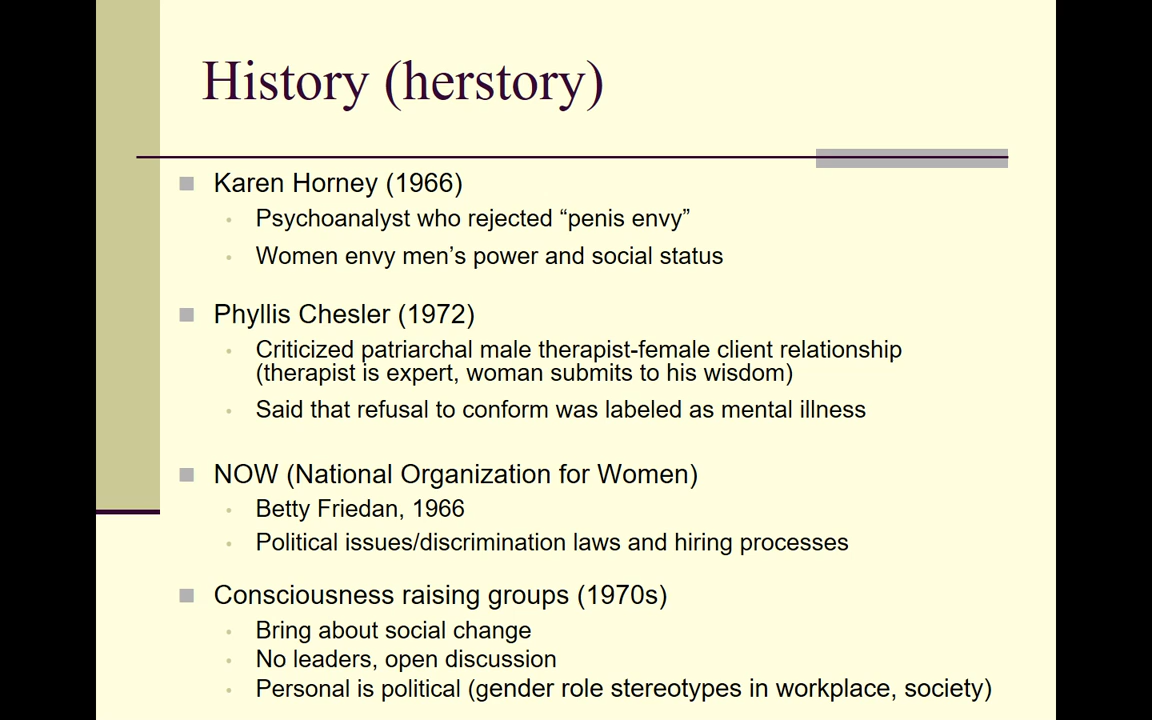 History (herstory)
Karen Horney (1966)
Psychoanalyst who rejected “penis envy”
Women envy men’s power and social status
Phyllis Chesler (1972)
Criticized patriarchal male therapist-female client relationship
(therapist is expert, woman submits to his wisdom)
Said that refusal to conform was labeled as mental illness
NOW (National Organization for Women)
Betty Friedan, 1966
Political issues/discrimination laws and hiring processes
Consciousness raising groups (1970s)
Bring about social change
No leaders, open discussion
Personal is political (gender role stereotypes in workplace, society)